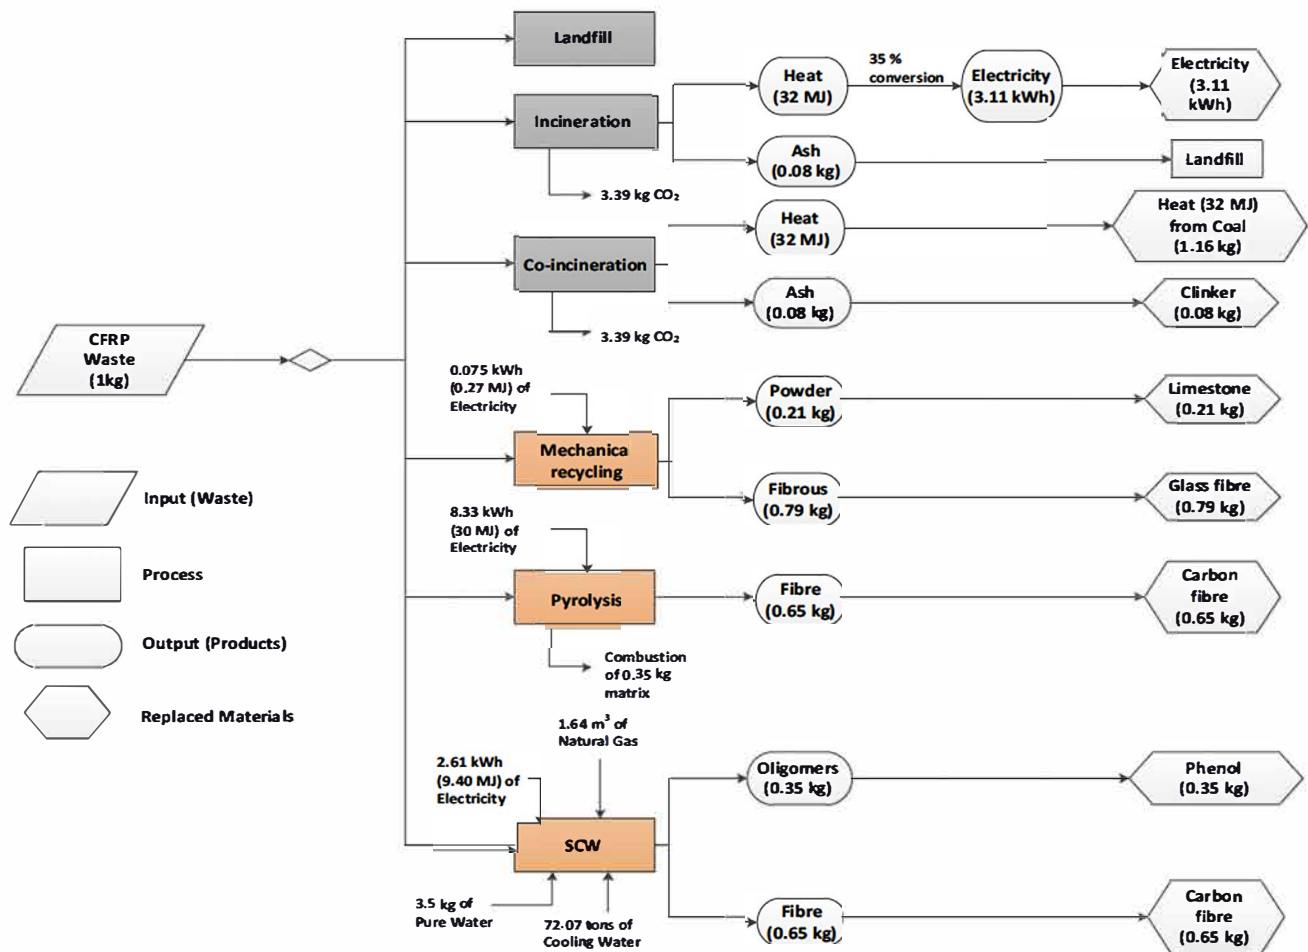 Landfill
Incineration
Heat
(32 MJ)
35 %
conversion
Electricity
(3.11 kWh)
Electricity
(3.11
kWh)
Ash
(0.08 kg)
Landfill
3.39 kg CO₂
Co-incineration
Heat
(32 MJ)
Heat (32 MJ)
from Coal
(1.16 kg)
Ash
(0.08 kg)
Clinker
(0.08 kg)
3.39 kg CO₂
CFRP
Waste
(1kg)
0.075 kWh
(0.27 MJ) of
Electricity
Mechanica
recycling
Powder
(0.21 kg)
Limestone
(0.21 kg)
Fibrous
(0.79 kg)
Glass fibre
(0.79 kg)
8.33 kWh
(30 MJ) of
Electricity
Pyrolysis
Fibre
(0.65 kg)
Carbon
fibre
(0.65 kg)
Combustion
of 0.35 kg
matrix
Input (Waste)
Process
Output (Products)
Replaced Materials
1.64 m³ of
Natural Gas
2.61 kWh
(9.40 MJ) of
Electricity
SCW
Oligomers
(0.35 kg)
Phenol
(0.35 kg)
3.5 kg of
Pure Water
72.07 tons of
Cooling Water
Fibre
(0.65 kg)
Carbon
fibre
(0.65 kg)